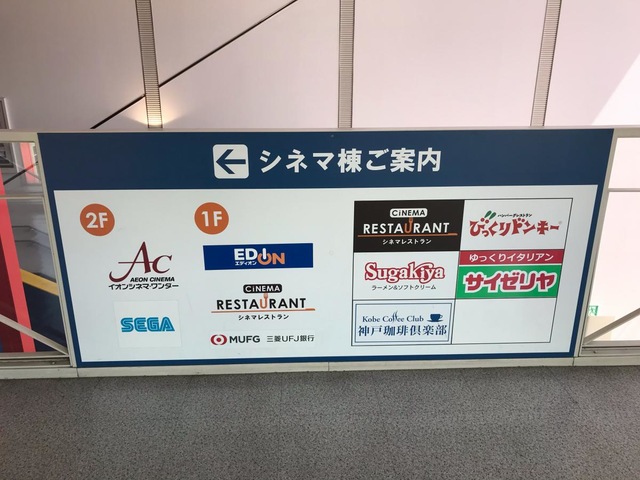 シネマ棟ご案内
2F
AC
AEON CINEMA
イオンシネマ・ワンダー
SEGA
1F
EDION
エディオン
CiNEMA
RESTAURANT
シネマレストラン
MUFG 三菱UFJ銀行
CiNEMA
RESTAURANT
シネマレストラン
ハンバーグレストラン
びっくりドンキー
Sugakiya
ラーメン&ソフトクリーム
ゆっくりイタリアン
サイゼリヤ
Kobe Coffee Club
神戸珈琲倶楽部